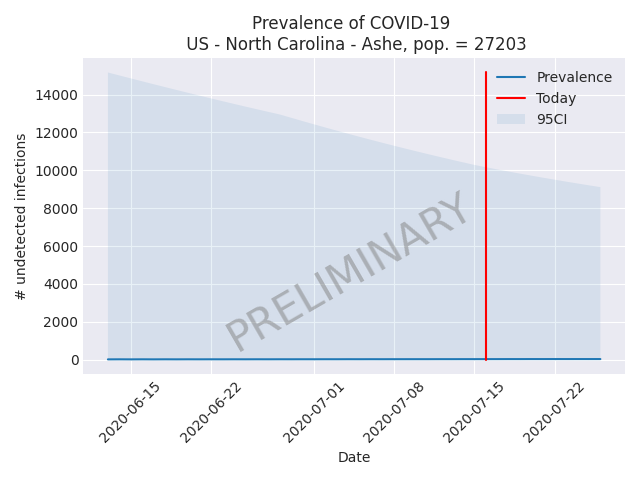 Prevalence of COVID-19
US - North Carolina - Ashe, pop. = 27203
Prevalence
Today
95CI
14000
12000
10000
8000
6000
4000
2000
0
# undetected infections
PRELIMINARY
2020-06-15
2020-06-22
2020-07-01
2020-07-08
2020-07-15
2020-07-22
Date